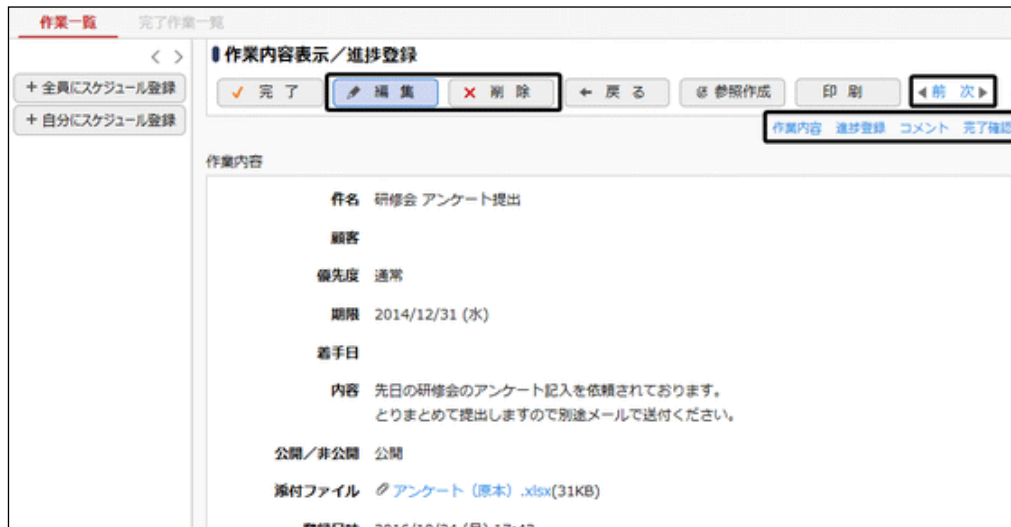 作業一覧 完了作業一覧
< >
+ 全員にスケジュール登録
+ 自分にスケジュール登録
作業内容表示／進捗登録
完 了 編 集 削 除 戻 る 参照作成 印 刷 ◀前 次▶
作業内容 進捗登録 コメント 完了確認
作業内容
件名 研修会 アンケート提出
顧客
優先度 通常
期限 2014/12/31 (水)
着手日
内容 先日の研修会のアンケート記入を依頼されております。
とりまとめて提出しますので別途メールで送付ください。
公開／非公開 公開
添付ファイル アンケート（原本）.xlsx(31KB)